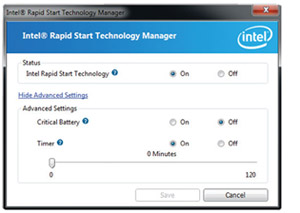 Intel® Rapid Start Technology Manager
Intel® Rapid Start Technology Manager
intel
Status
Intel Rapid Start Technology ? On Off
Hide Advanced Settings
Advanced Settings
Critical Battery ? On Off
Timer ? On Off
0 Minutes
0 120
Save Cancel